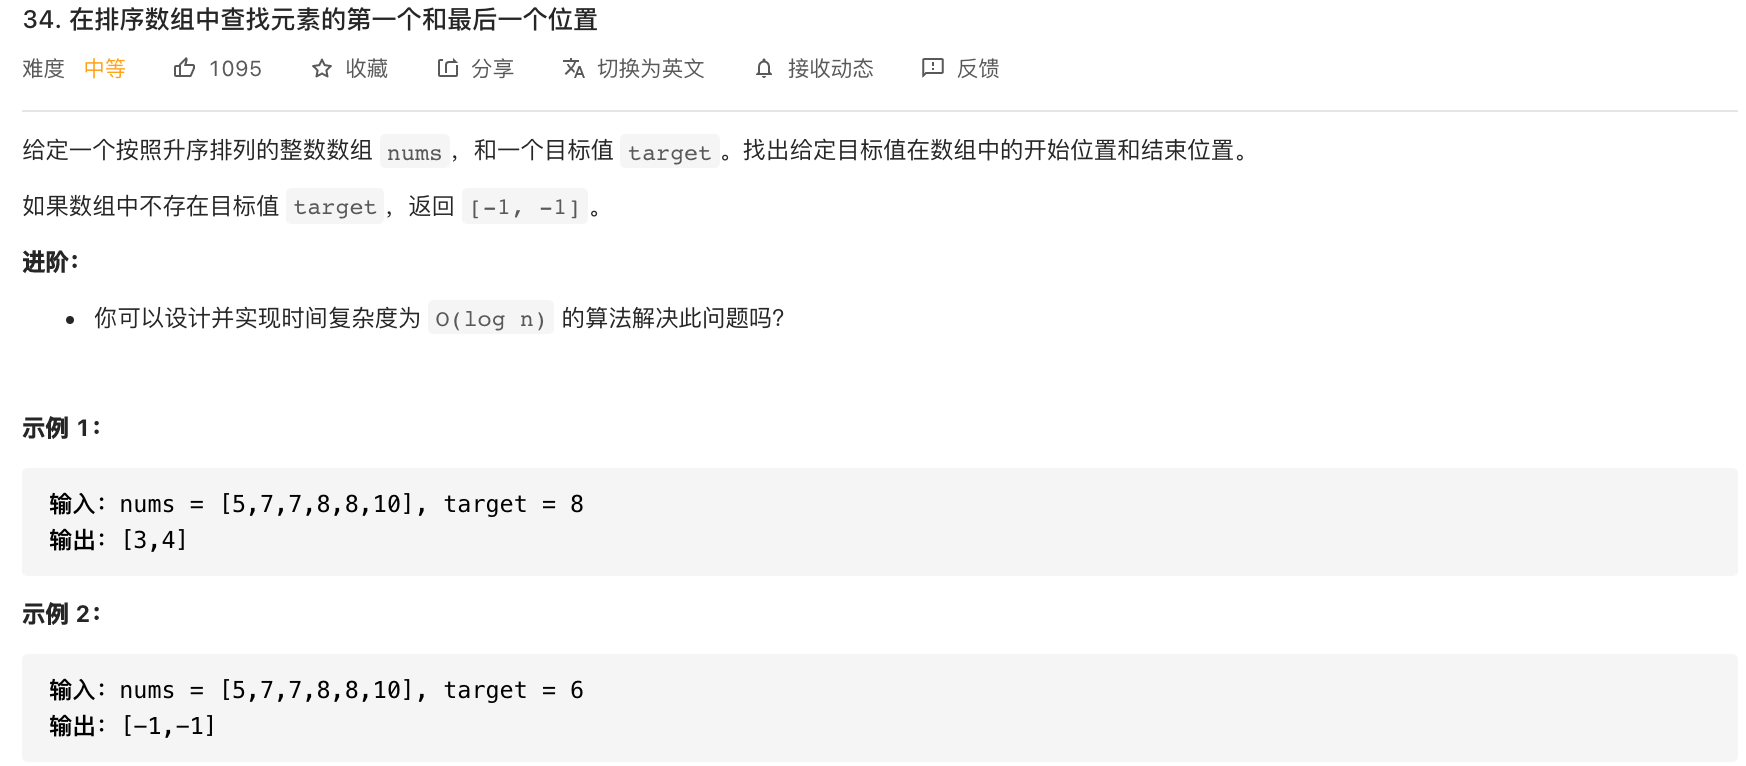 34. 在排序数组中查找元素的第一个和最后一个位置
难度 中等 1095 收藏 分享 切换为英文 接收动态 反馈
给定一个按照升序排列的整数数组 nums，和一个目标值 target。找出给定目标值在数组中的开始位置和结束位置。
如果数组中不存在目标值 target，返回 [-1, -1]。
进阶：
• 你可以设计并实现时间复杂度为 O(log n) 的算法解决此问题吗？
示例 1：
输入：nums = [5,7,7,8,8,10], target = 8
输出：[3,4]
示例 2：
输入：nums = [5,7,7,8,8,10], target = 6
输出：[-1,-1]